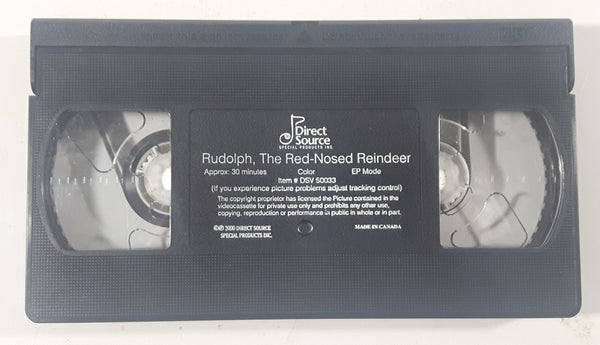 Direct
Source
SPECIAL PRODUCTS INC.
Rudolph, The Red-Nosed Reindeer
Approx: 30 minutes Color EP Mode
Item # DSV 50033
(If you experience picture problems adjust tracking control)
The copyright proprietor has licensed the Picture contained in the
videocassette for private use only and prohibits any other use,
copying, reproduction or performance in public in whole or in part.
©℗ 2000 DIRECT SOURCE MADE IN CANADA
SPECIAL PRODUCTS INC.